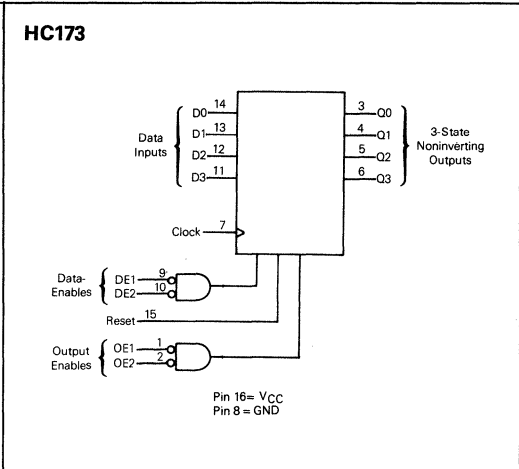 HC173
D0 14
D1 13
D2 12
D3 11
Data
Inputs
3 Q0
4 Q1
5 Q2
6 Q3
3-State
Noninverting
Outputs
Clock 7
Data-
Enables
DE1 9
DE2 10
Reset 15
Output
Enables
OE1 1
OE2 2
Pin 16= VCC
Pin 8 = GND